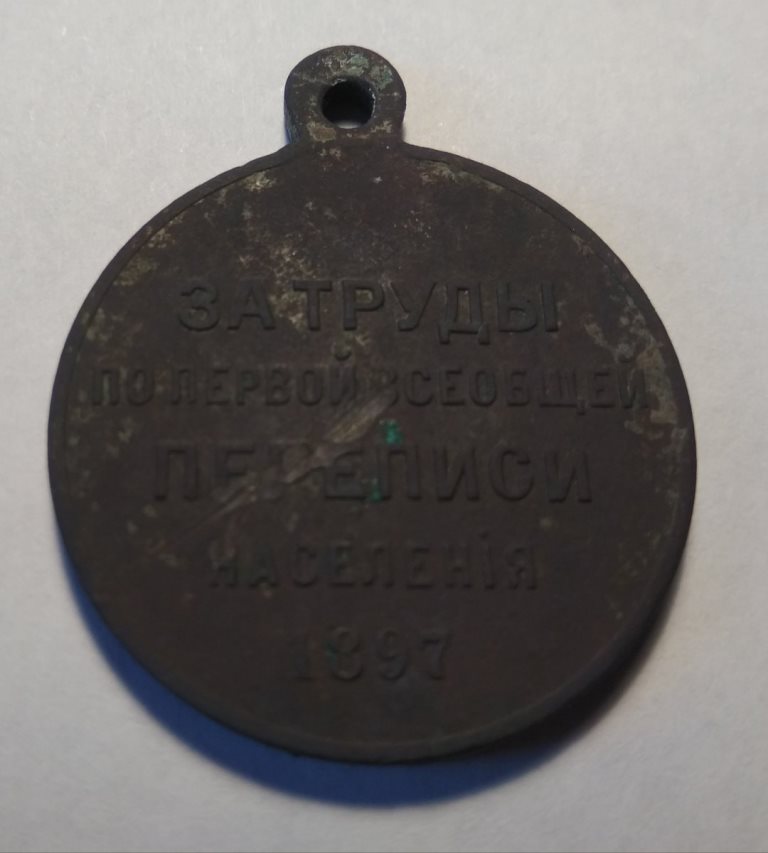 ЗА ТРУДЫ
ПО ПЕРВОЙ ВСЕОБЩЕЙ
ПЕРЕПИСИ
НАСЕЛЕНІЯ
1897